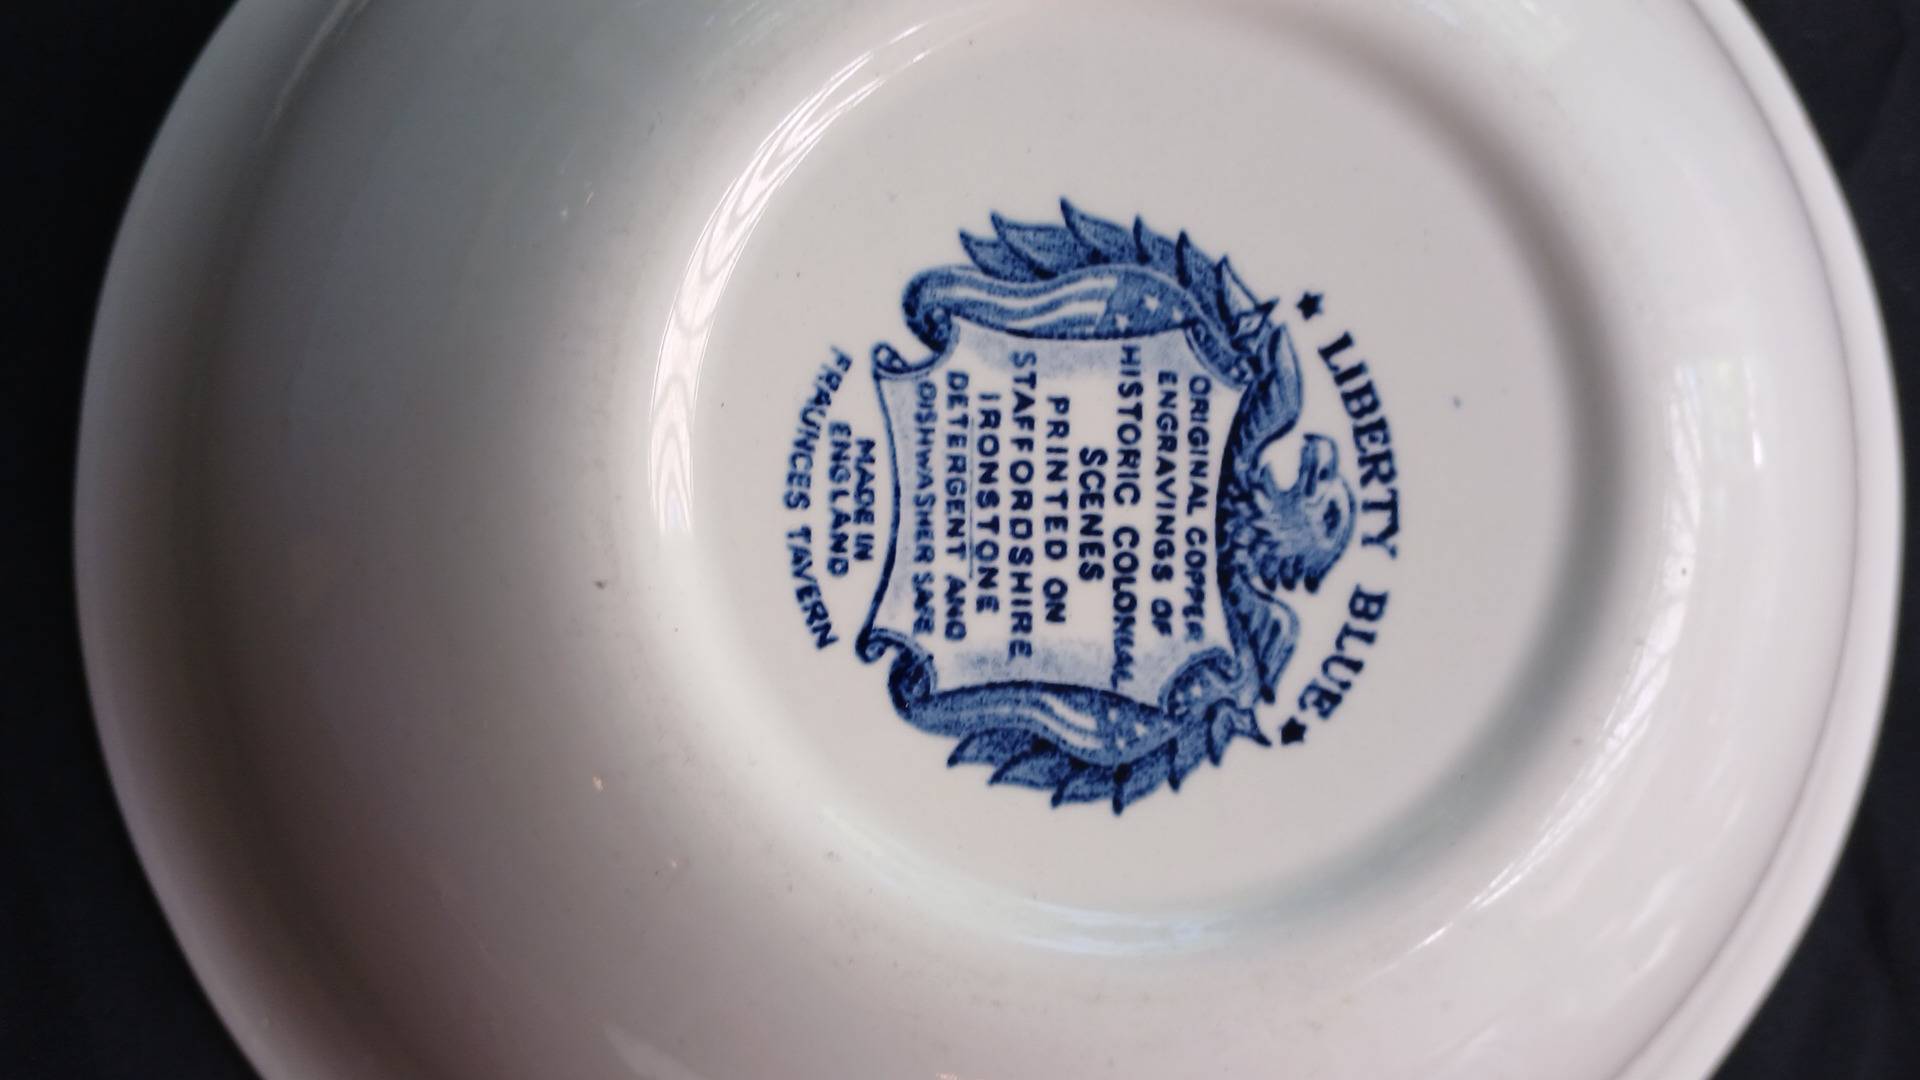 ★ LIBERTY BLUE ★
ORIGINAL COPPER
ENGRAVINGS OF
HISTORIC COLONIAL
SCENES
PRINTED ON
STAFFORDSHIRE
IRONSTONE
DETERGENT AND
DISHWASHER SAFE
MADE IN
ENGLAND
FRAUNCES TAVERN